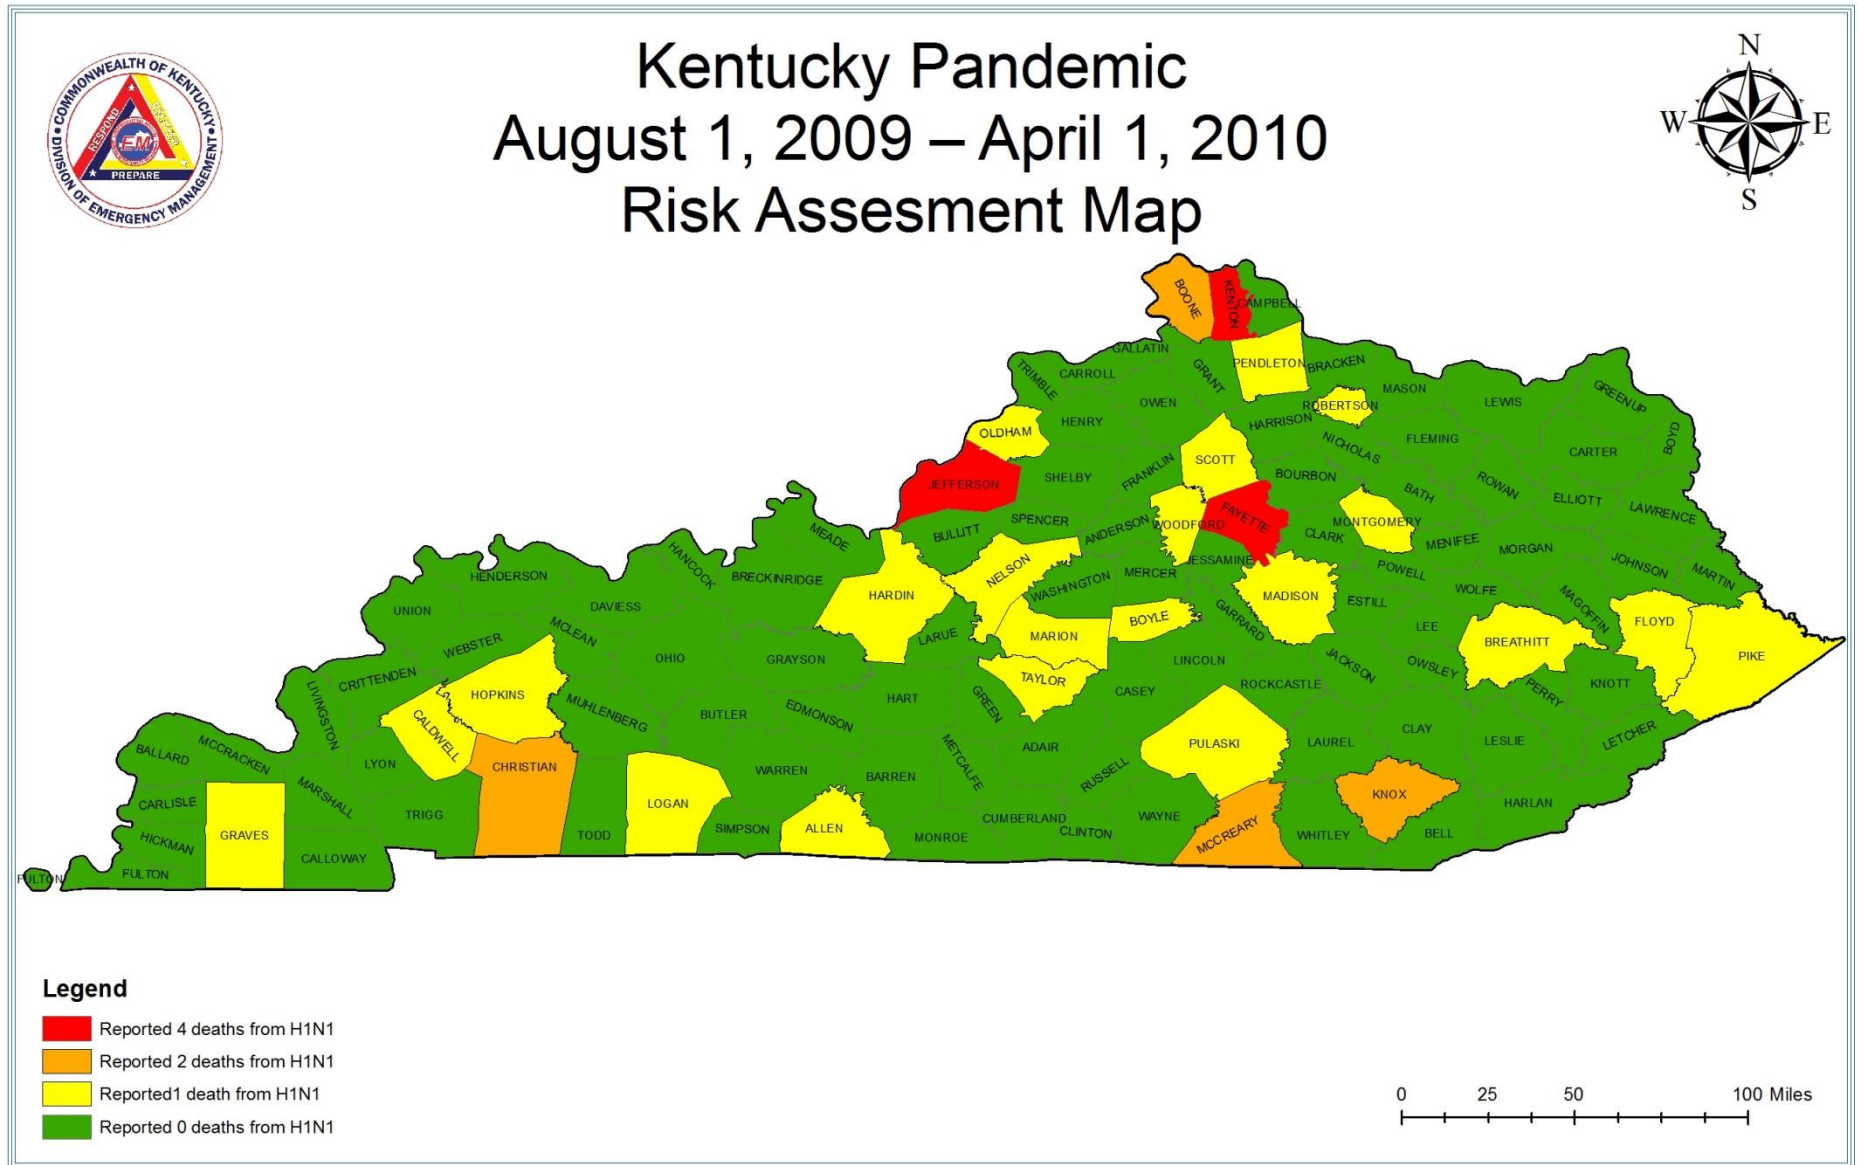 Kentucky Pandemic
August 1, 2009 – April 1, 2010
Risk Assesment Map
COMMONWEALTH OF KENTUCKY
DIVISION OF EMERGENCY MANAGEMENT
RESPOND
EM
PREPARE
N
W
E
S
BOONE
KENTON
CAMPBELL
GALLATIN
GRANT
PENDLETON
BRACKEN
TRIMBLE
CARROLL
OWEN
ROBERTSON
MASON
LEWIS
GREENUP
OLDHAM
HENRY
HARRISON
NICHOLAS
FLEMING
CARTER
BOYD
JEFFERSON
SHELBY
FRANKLIN
SCOTT
BOURBON
BATH
ROWAN
ELLIOTT
LAWRENCE
BULLITT
SPENCER
ANDERSON
WOODFORD
FAYETTE
CLARK
MONTGOMERY
MENIFEE
MORGAN
JOHNSON
MARTIN
MEADE
HANCOCK
BRECKINRIDGE
HENDERSON
UNION
DAVIESS
HARDIN
NELSON
WASHINGTON
MERCER
JESSAMINE
MADISON
ESTILL
POWELL
WOLFE
MAGOFFIN
FLOYD
PIKE
WEBSTER
MCLEAN
OHIO
GRAYSON
LARUE
MARION
BOYLE
GARRARD
LEE
BREATHITT
CRITTENDEN
LIVINGSTON
HOPKINS
MUHLENBERG
BUTLER
EDMONSON
HART
GREEN
TAYLOR
CASEY
LINCOLN
ROCKCASTLE
JACKSON
OWSLEY
PERRY
KNOTT
LETCHER
BALLARD
MCCRACKEN
LYON
CALDWELL
CHRISTIAN
WARREN
BARREN
METCALFE
ADAIR
RUSSELL
PULASKI
LAUREL
CLAY
LESLIE
CARLISLE
MARSHALL
TRIGG
TODD
LOGAN
SIMPSON
ALLEN
MONROE
CUMBERLAND
CLINTON
WAYNE
MCCREARY
WHITLEY
KNOX
BELL
HARLAN
HICKMAN
GRAVES
CALLOWAY
FULTON
FULTON
Legend
Reported 4 deaths from H1N1
Reported 2 deaths from H1N1
Reported1 death from H1N1
Reported 0 deaths from H1N1
0 25 50 100 Miles